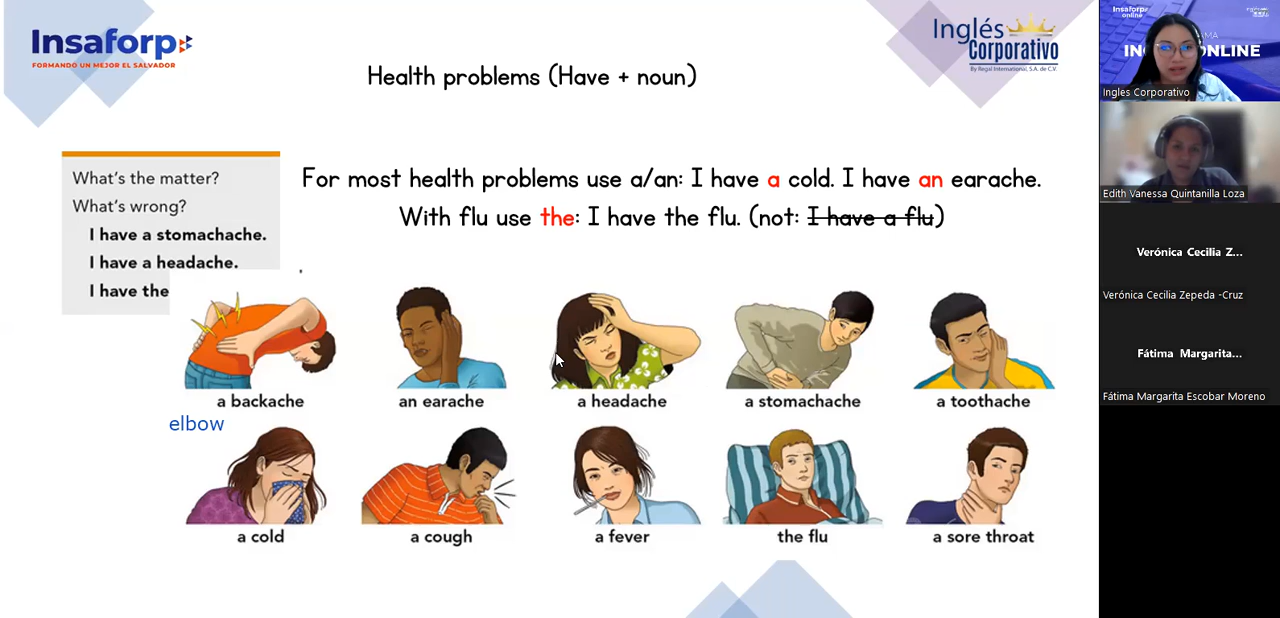 Insaforp
FORMANDO UN MEJOR EL SALVADOR
Inglés
Corporativo
By Regal International, S.A. de C.V.
Health problems (Have + noun)
What's the matter?
What's wrong?
I have a stomachache.
I have a headache.
I have the
For most health problems use a/an: I have a cold. I have an earache.
With flu use the: I have the flu. (not: I have a flu)
a backache
an earache
a headache
a stomachache
a toothache
elbow
a cold
a cough
a fever
the flu
a sore throat
Insaforp
online
ONLINE
Ingles Corporativo
Edith Vanessa Quintanilla Loza
Verónica Cecilia Z...
Verónica Cecilia Zepeda -Cruz
Fátima Margarita...
Fátima Margarita Escobar Moreno